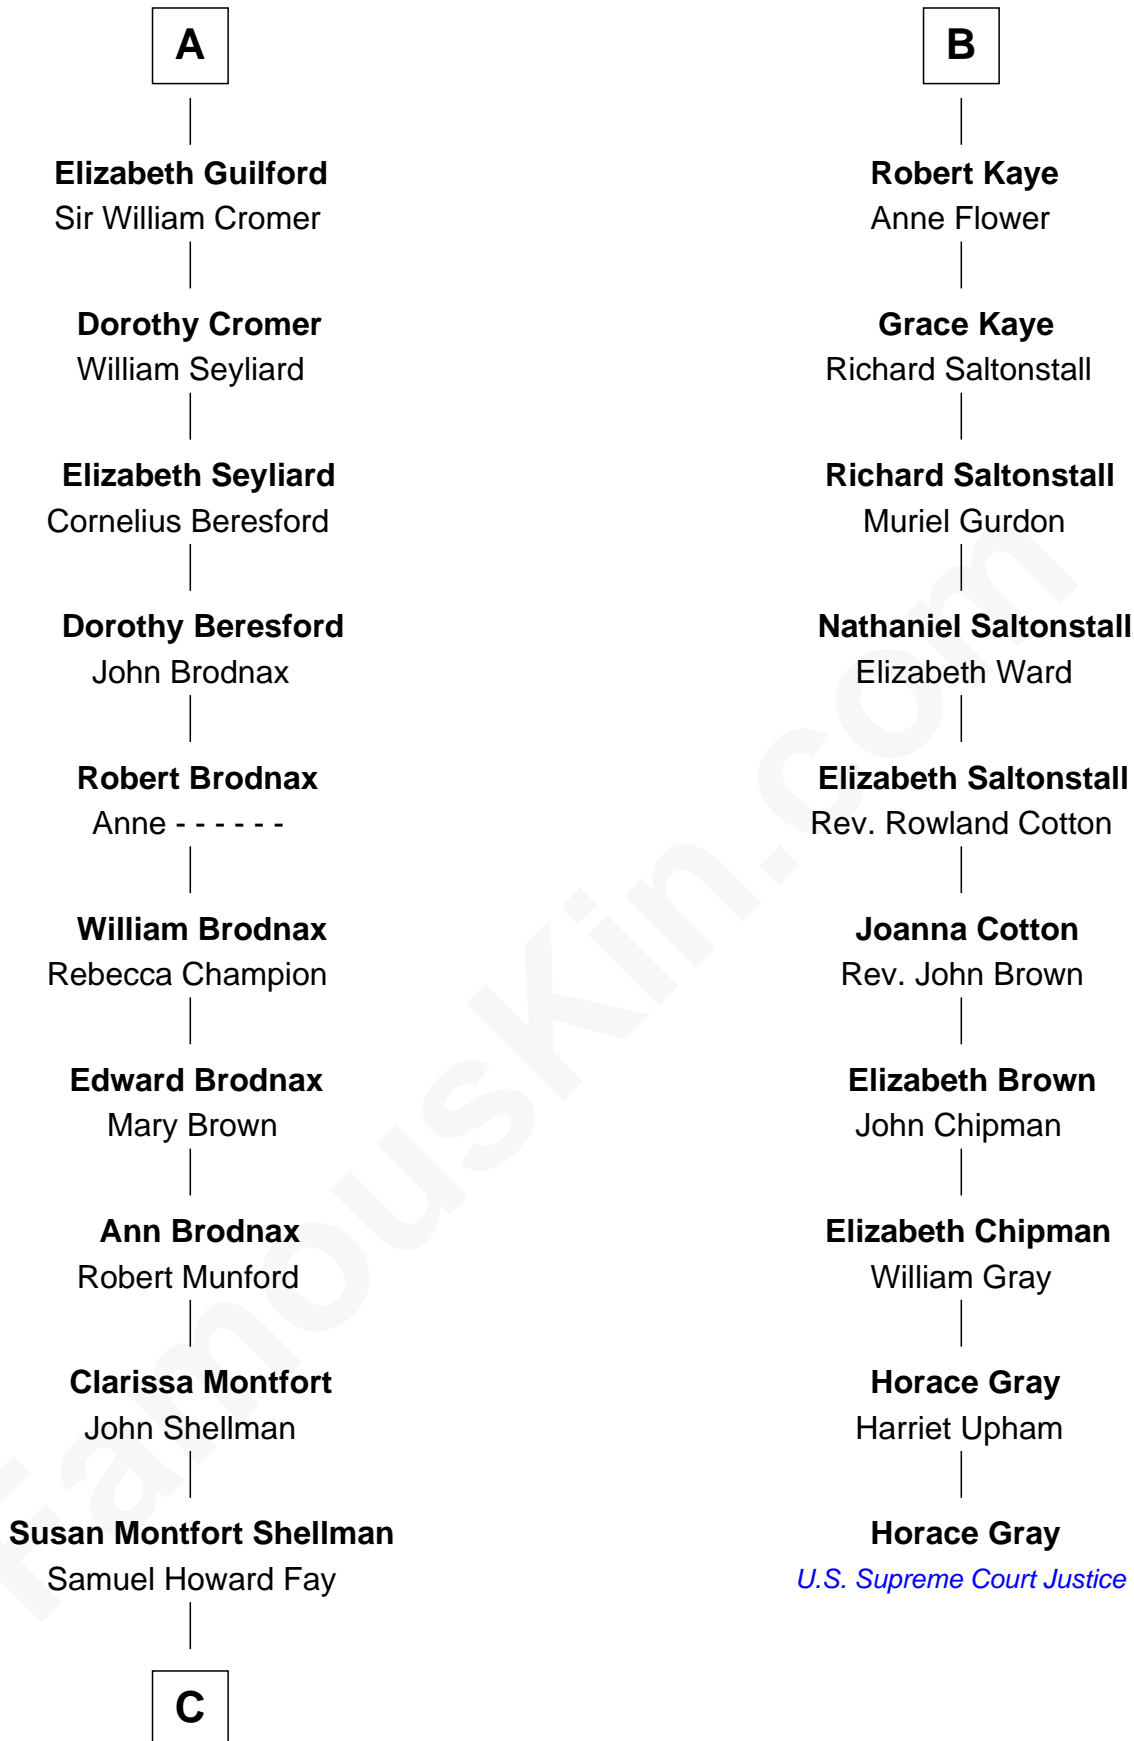 A
Elizabeth Guilford
Sir William Cromer
Dorothy Cromer
William Seyliard
Elizabeth Seyliard
Cornelius Beresford
Dorothy Beresford
John Brodnax
Robert Brodnax
Anne - - - - - -
William Brodnax
Rebecca Champion
Edward Brodnax
Mary Brown
Ann Brodnax
Robert Munford
Clarissa Montfort
John Shellman
Susan Montfort Shellman
Samuel Howard Fay
C
B
Robert Kaye
Anne Flower
Grace Kaye
Richard Saltonstall
Richard Saltonstall
Muriel Gurdon
Nathaniel Saltonstall
Elizabeth Ward
Elizabeth Saltonstall
Rev. Rowland Cotton
Joanna Cotton
Rev. John Brown
Elizabeth Brown
John Chipman
Elizabeth Chipman
William Gray
Horace Gray
Harriet Upham
Horace Gray
U.S. Supreme Court Justice
FamousKin.com